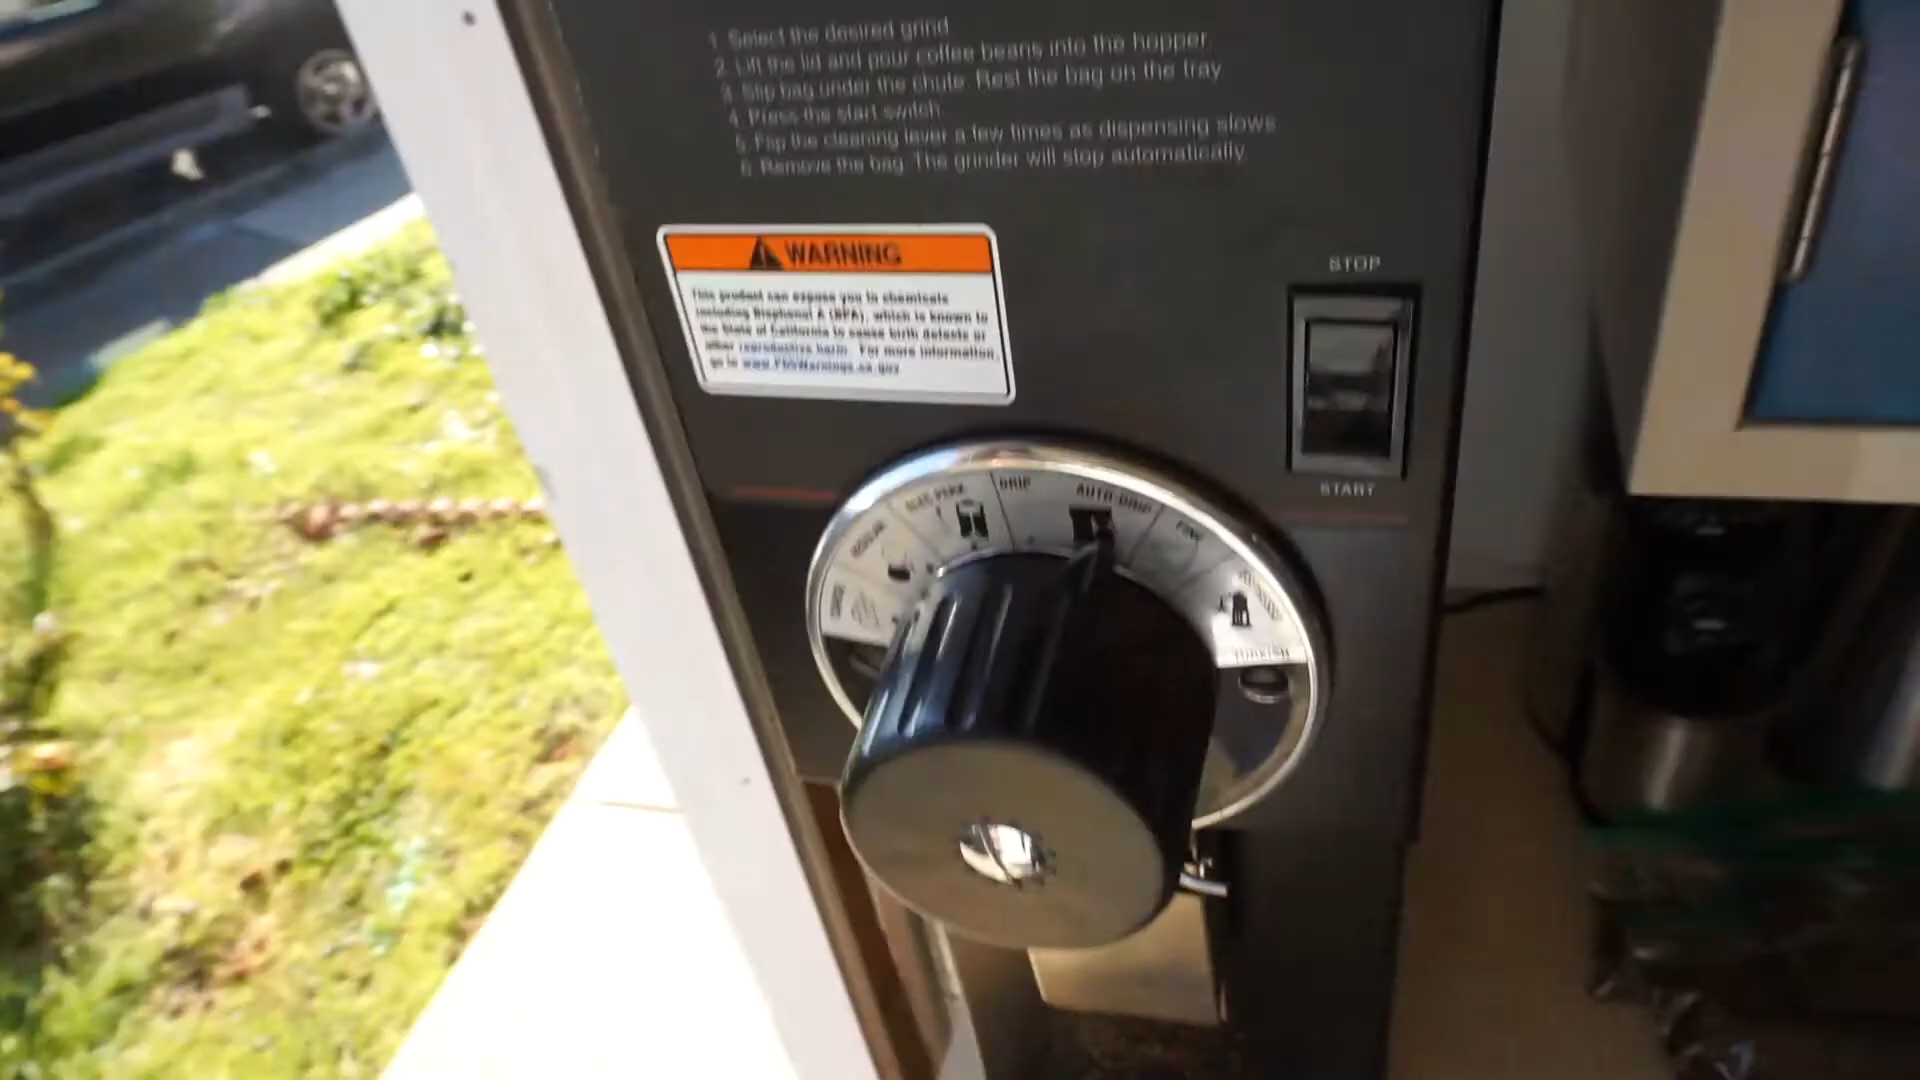 1. Select the desired grind
2. Lift the lid and pour coffee beans into the hopper.
3. Slip bag under the chute. Rest the bag on the tray
4. Press the start switch
5. Flip the cleaning lever a few times as dispensing slows
6. Remove the bag. The grinder will stop automatically.
WARNING
This product can expose you to chemicals
including Bisphenol A (BPA), which is known to
the State of California to cause birth defects or
other reproductive harm. For more information,
go to www.P65Warnings.ca.gov
STOP
START
REGULAR
ELEC. PERK
DRIP
AUTO DRIP
FINE
TURKISH